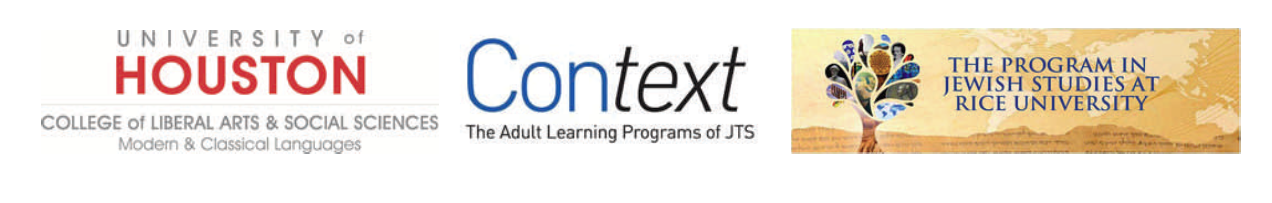 UNIVERSITY of
HOUSTON
COLLEGE of LIBERAL ARTS & SOCIAL SCIENCES
Modern & Classical Languages
Context
The Adult Learning Programs of JTS
THE PROGRAM IN
JEWISH STUDIES AT
RICE UNIVERSITY